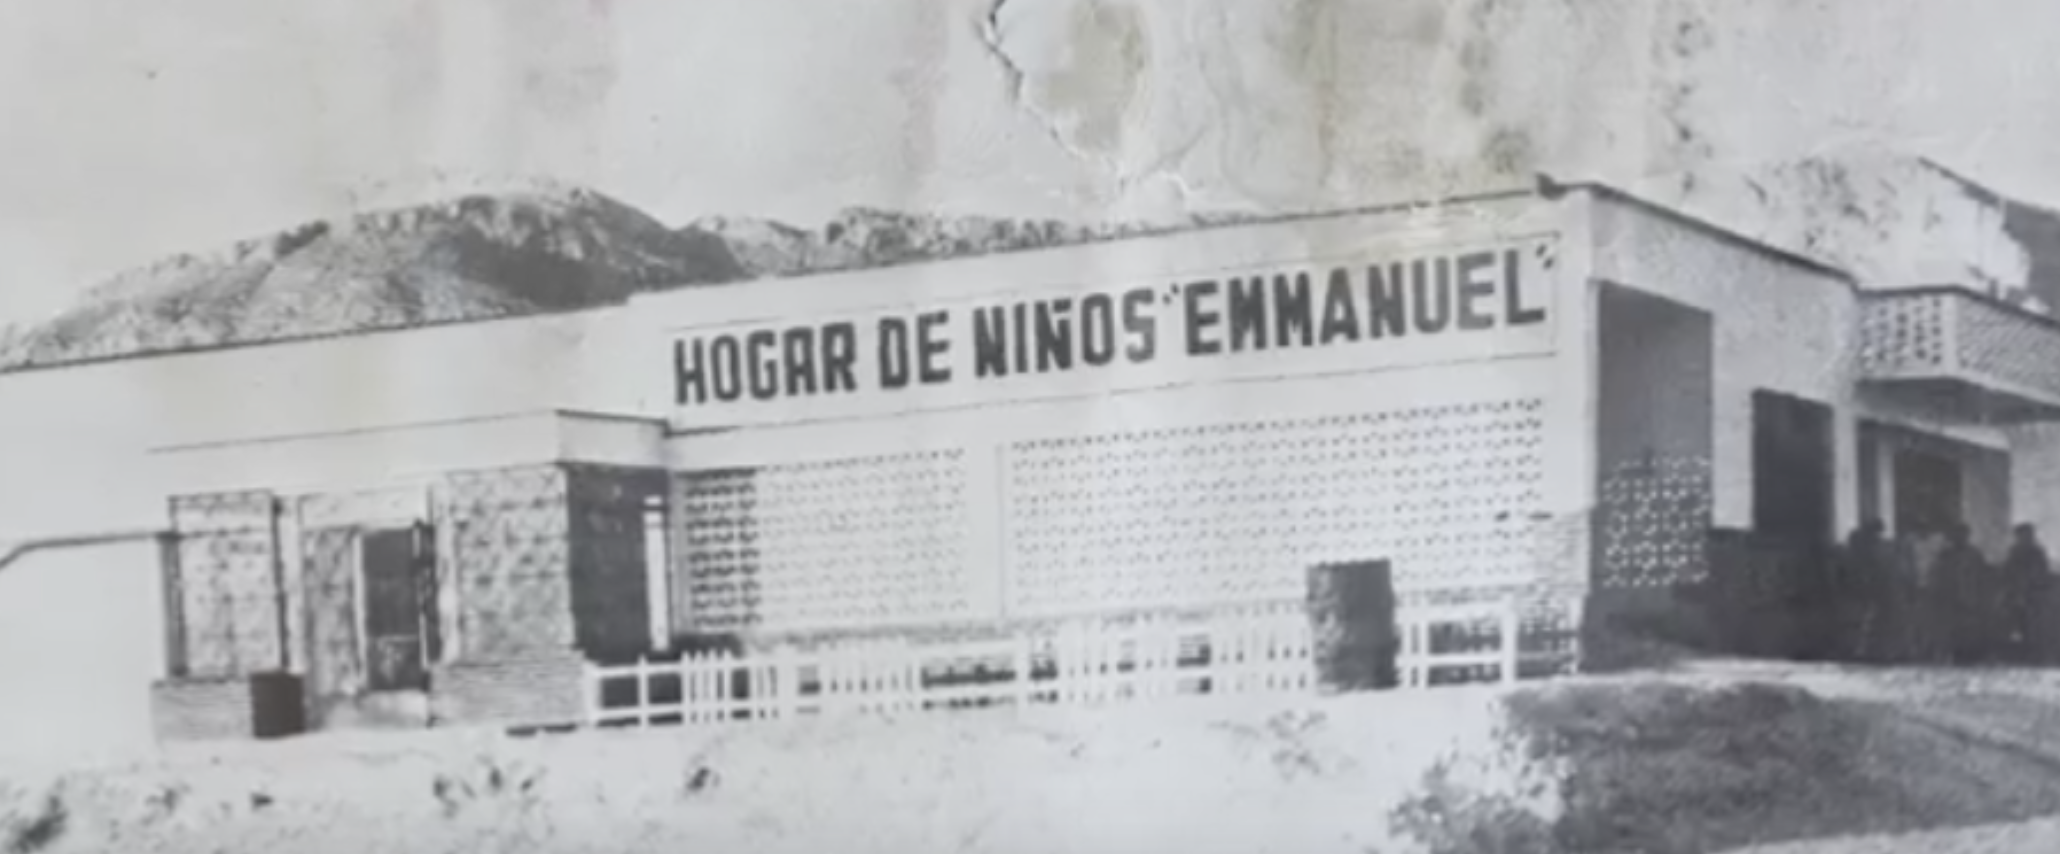 HOGAR DE NIÑOS "EMMANUEL"